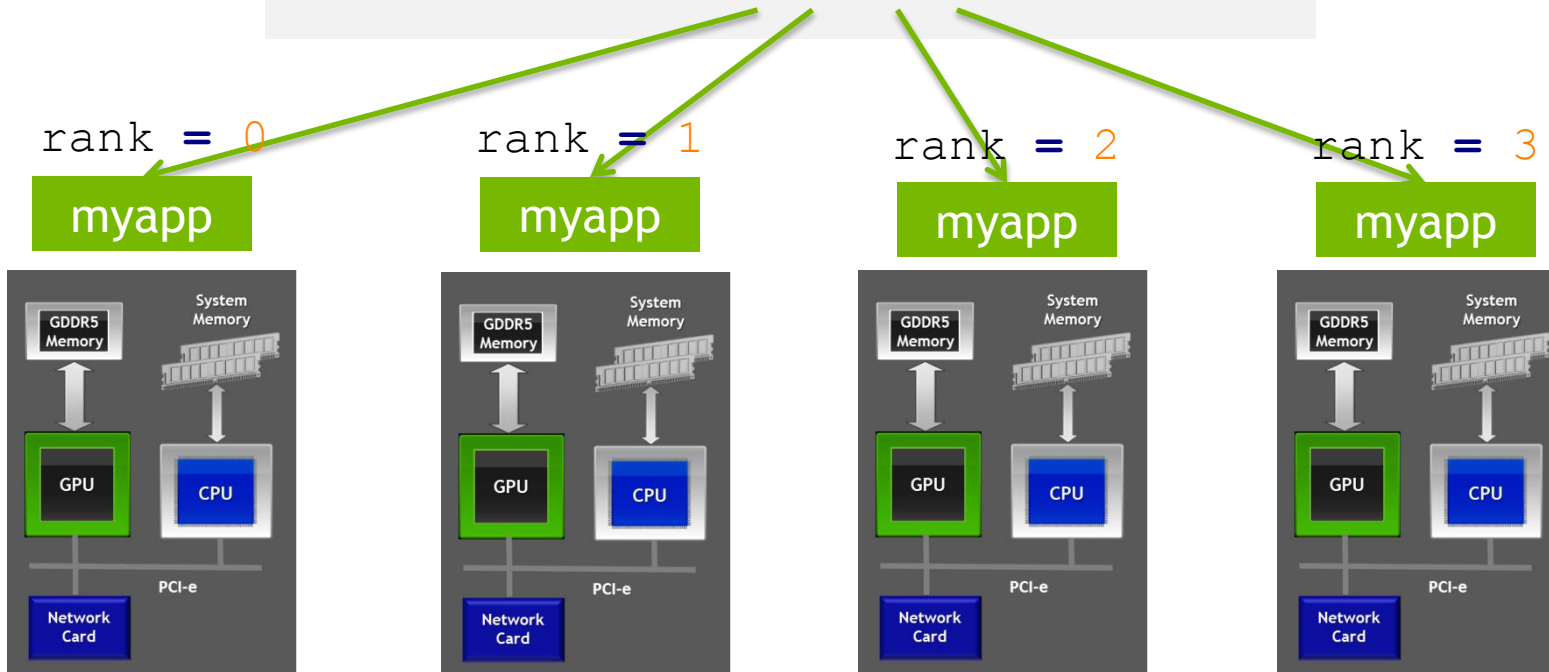 rank = 0
rank = 1
rank = 2
rank = 3
myapp
myapp
myapp
myapp
GDDR5
Memory
System
Memory
GPU
CPU
PCI-e
Network
Card
GDDR5
Memory
System
Memory
GPU
CPU
PCI-e
Network
Card
GDDR5
Memory
System
Memory
GPU
CPU
PCI-e
Network
Card
GDDR5
Memory
System
Memory
GPU
CPU
PCI-e
Network
Card